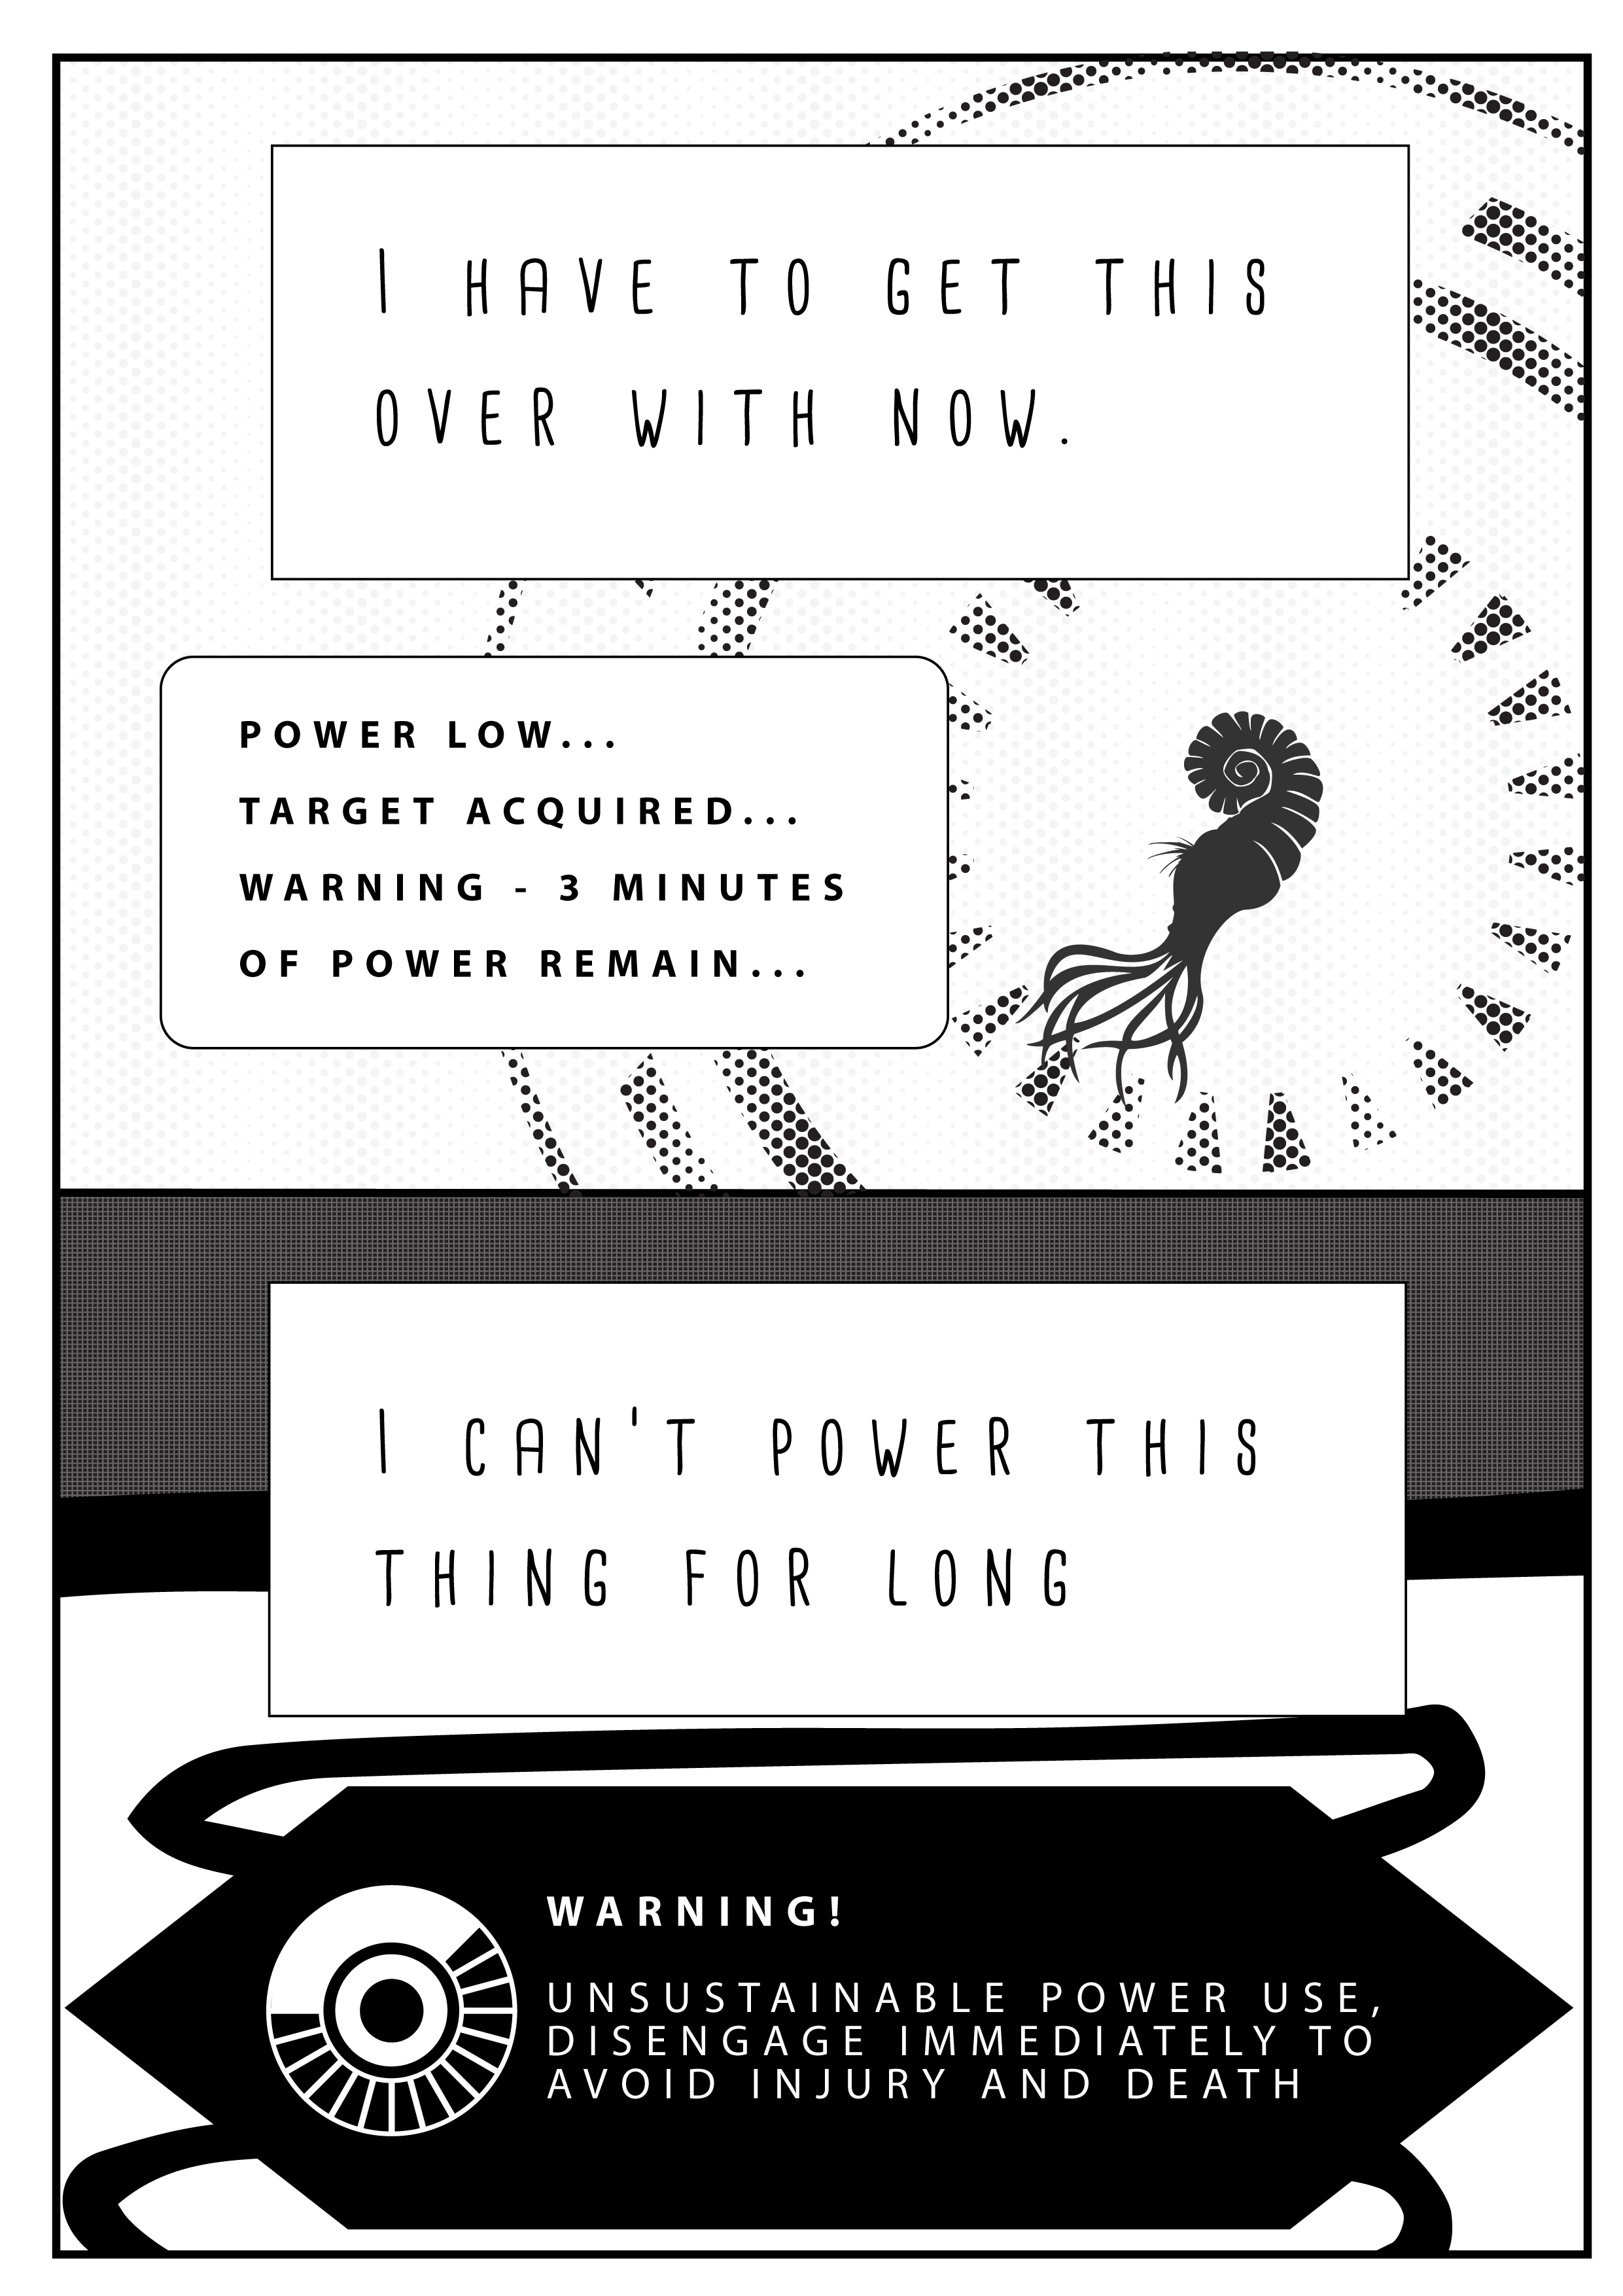 I HAVE TO GET THIS
OVER WITH NOW.
POWER LOW...
TARGET ACQUIRED...
WARNING - 3 MINUTES
OF POWER REMAIN...
I CAN'T POWER THIS
THING FOR LONG
WARNING!
UNSUSTAINABLE POWER USE,
DISENGAGE IMMEDIATELY TO
AVOID INJURY AND DEATH